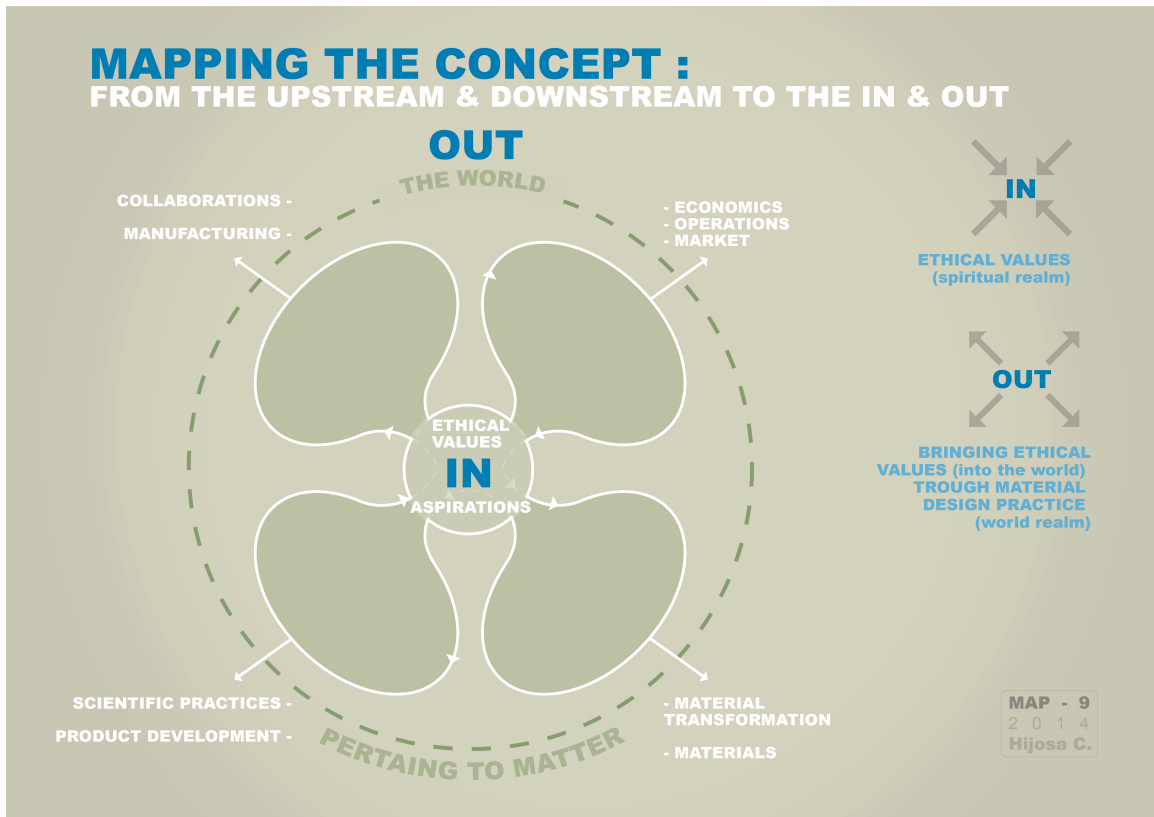 MAPPING THE CONCEPT :
FROM THE UPSTREAM & DOWNSTREAM TO THE IN & OUT
OUT
THE WORLD
COLLABORATIONS -
MANUFACTURING -
- ECONOMICS
- OPERATIONS
- MARKET
ETHICAL
VALUES
IN
ASPIRATIONS
SCIENTIFIC PRACTICES -
PRODUCT DEVELOPMENT -
- MATERIAL
TRANSFORMATION
- MATERIALS
PERTAING TO MATTER
IN
ETHICAL VALUES
(spiritual realm)
OUT
BRINGING ETHICAL
VALUES (into the world)
TROUGH MATERIAL
DESIGN PRACTICE
(world realm)
MAP - 9
2 0 1 4
Hijosa C.